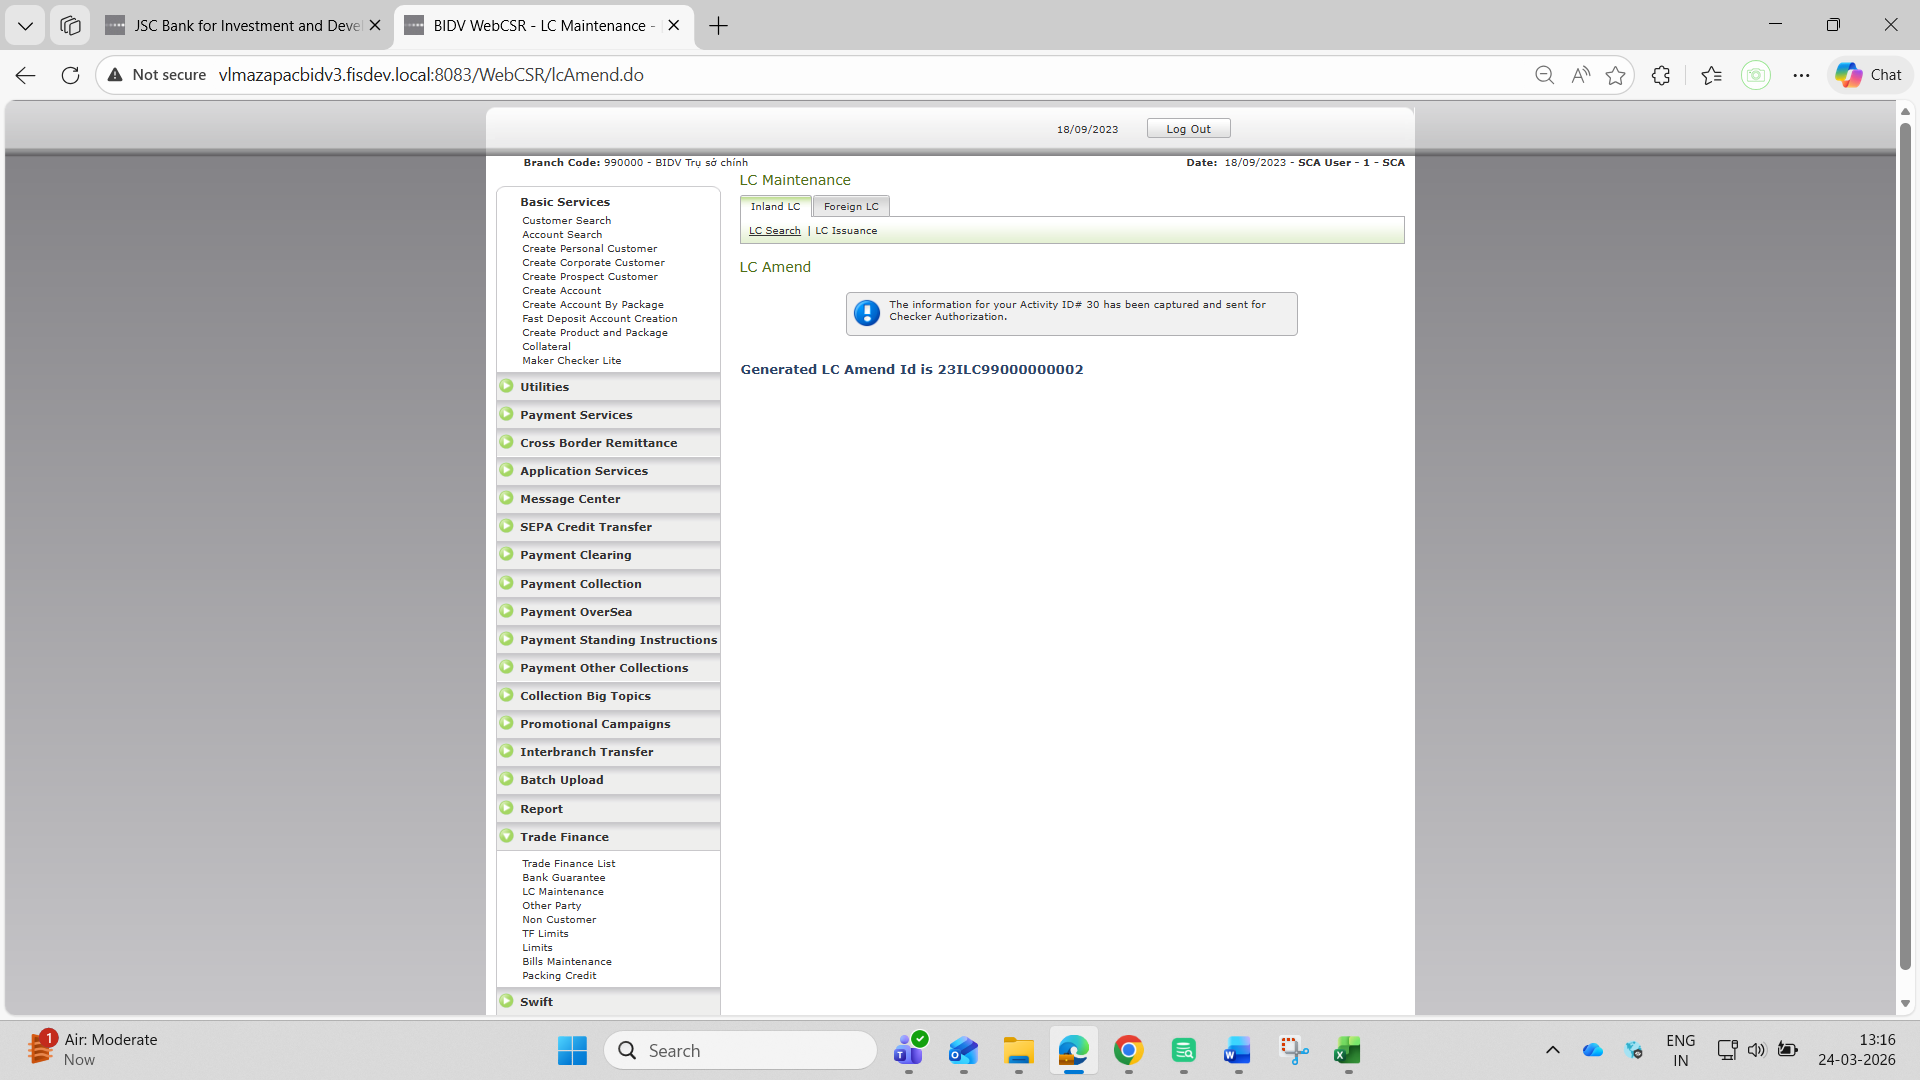 JSC Bank for Investment and Deve
BIDV WebCSR - LC Maintenance -
Not secure
vlmazapacbidv3.fisdev.local:8083/WebCSR/lcAmend.do
Chat
18/09/2023
Log Out
Branch Code: 990000 - BIDV Trụ sở chính
Date: 18/09/2023 - SCA User - 1 - SCA
Basic Services
Customer Search
Account Search
Create Personal Customer
Create Corporate Customer
Create Prospect Customer
Create Account
Create Account By Package
Fast Deposit Account Creation
Create Product and Package
Collateral
Maker Checker Lite
Utilities
Payment Services
Cross Border Remittance
Application Services
Message Center
SEPA Credit Transfer
Payment Clearing
Payment Collection
Payment OverSea
Payment Standing Instructions
Payment Other Collections
Collection Big Topics
Promotional Campaigns
Interbranch Transfer
Batch Upload
Report
Trade Finance
Trade Finance List
Bank Guarantee
LC Maintenance
Other Party
Non Customer
TF Limits
Limits
Bills Maintenance
Packing Credit
Swift
LC Maintenance
Inland LC
Foreign LC
LC Search | LC Issuance
LC Amend
The information for your Activity ID# 30 has been captured and sent for
Checker Authorization.
Generated LC Amend Id is 23ILC99000000002
1
Air: Moderate
Now
Search
ENG
IN
13:16
24-03-2026